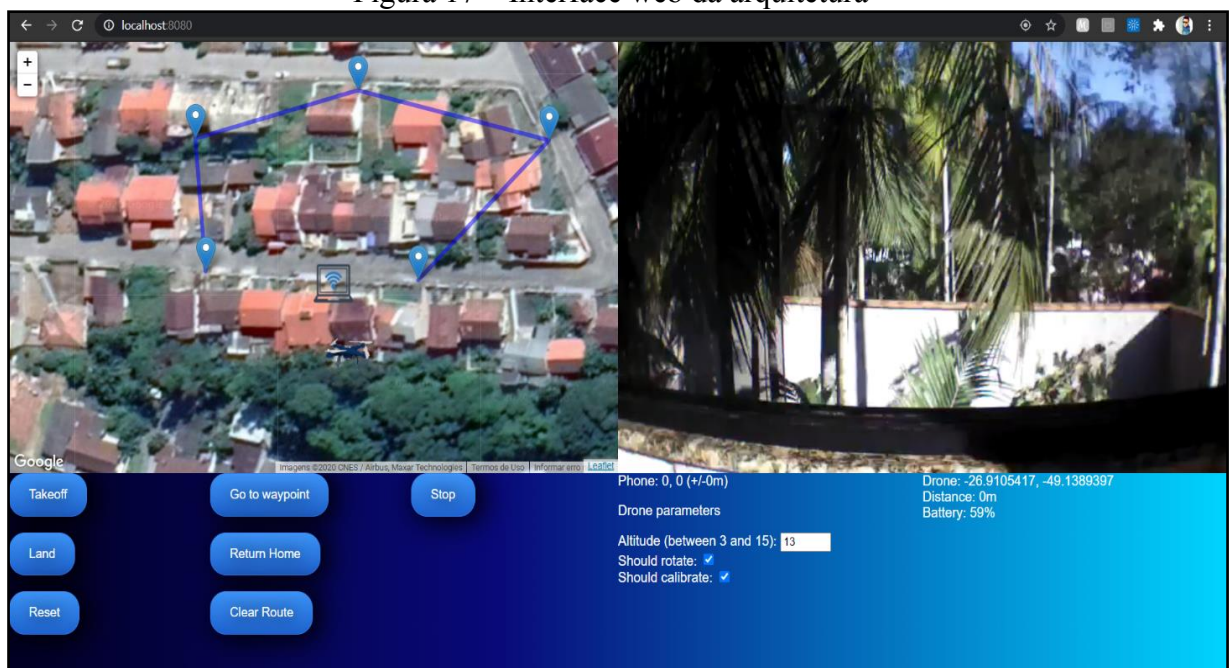 Figura 17 – Interface web da arquitetura
localhost:8080
+
−
Google
Imagens ©2020 CNES / Airbus, Maxar Technologies | Termos de Uso | Informar erro
Leaflet
Takeoff
Go to waypoint
Stop
Land
Return Home
Reset
Clear Route
Phone: 0, 0 (+/-0m)
Drone parameters
Altitude (between 3 and 15): 13
Should rotate:
Should calibrate:
Drone: -26.9105417, -49.1389397
Distance: 0m
Battery: 59%